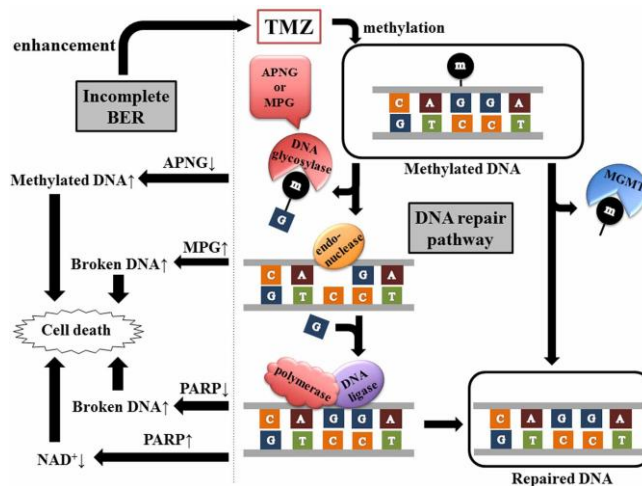 enhancement
TMZ
methylation
Incomplete
BER
APNG
or
MPG
m
C A G G A
G T C C T
Methylated DNA
DNA
glycosylase
m
G
MGMT
m
APNG↓
Methylated DNA↑
DNA repair
pathway
MPG↑
Broken DNA↑
endo-
nuclease
C A G A
G T C C T
Cell death
G
polymerase
DNA
ligase
PARP↓
Broken DNA↑
C A G G A
G T C C T
C A G G A
G T C C T
PARP↑
NAD⁺↓
Repaired DNA